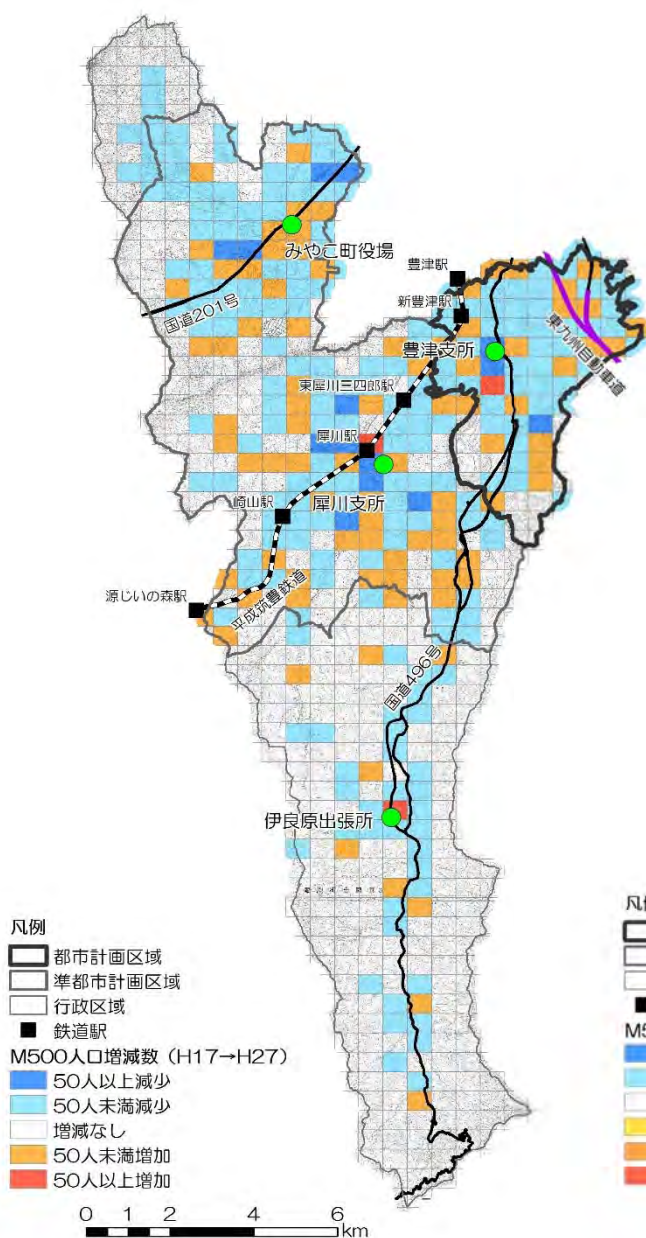 みやこ町役場
国道201号
豊津駅
新豊津駅
豊津支所
東九州自動車道
東犀川三四郎駅
犀川駅
犀川支所
崎山駅
源じいの森駅
平成筑豊鉄道
国道496号
伊良原出張所
凡例
都市計画区域
準都市計画区域
行政区域
鉄道駅
M500人口増減数（H17→H27）
50人以上減少
50人未満減少
増減なし
50人未満増加
50人以上増加
0 1 2 4 6
km
凡